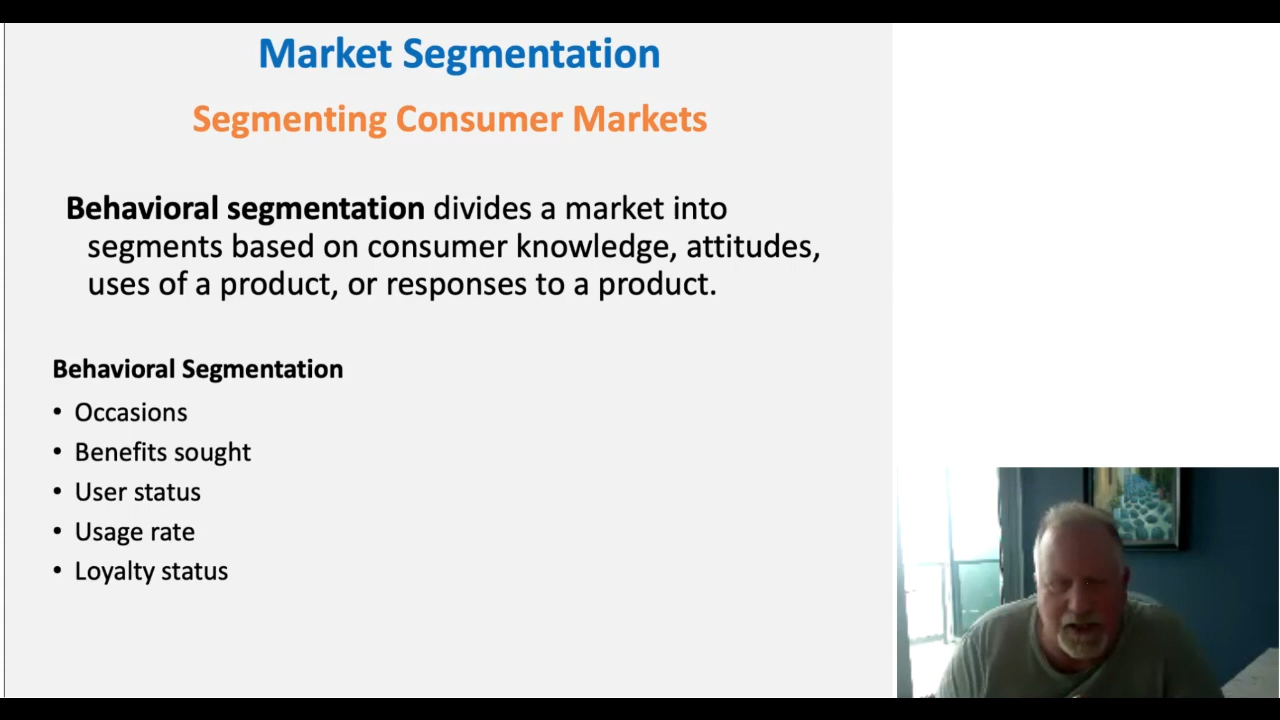 Market Segmentation
Segmenting Consumer Markets
Behavioral segmentation divides a market into
segments based on consumer knowledge, attitudes,
uses of a product, or responses to a product.
Behavioral Segmentation
• Occasions
• Benefits sought
• User status
• Usage rate
• Loyalty status